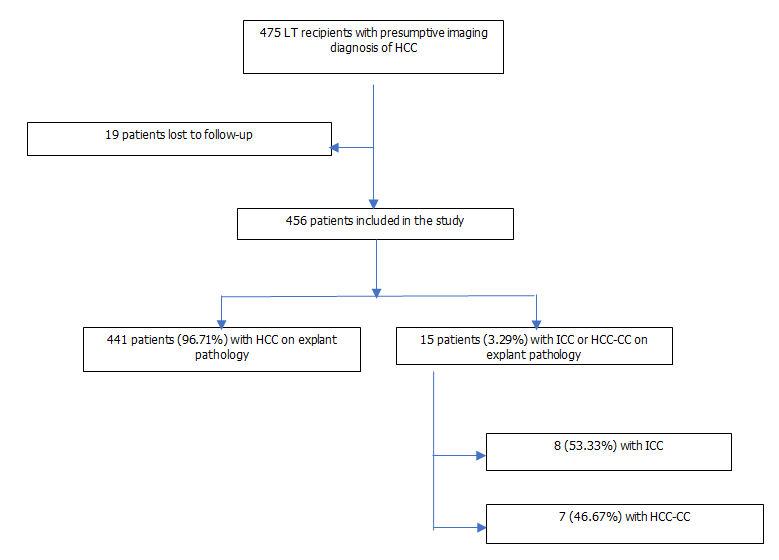 475 LT recipients with presumptive imaging
diagnosis of HCC
19 patients lost to follow-up
456 patients included in the study
441 patients (96.71%) with HCC on explant
pathology
15 patients (3.29%) with ICC or HCC-CC on
explant pathology
8 (53.33%) with ICC
7 (46.67%) with HCC-CC